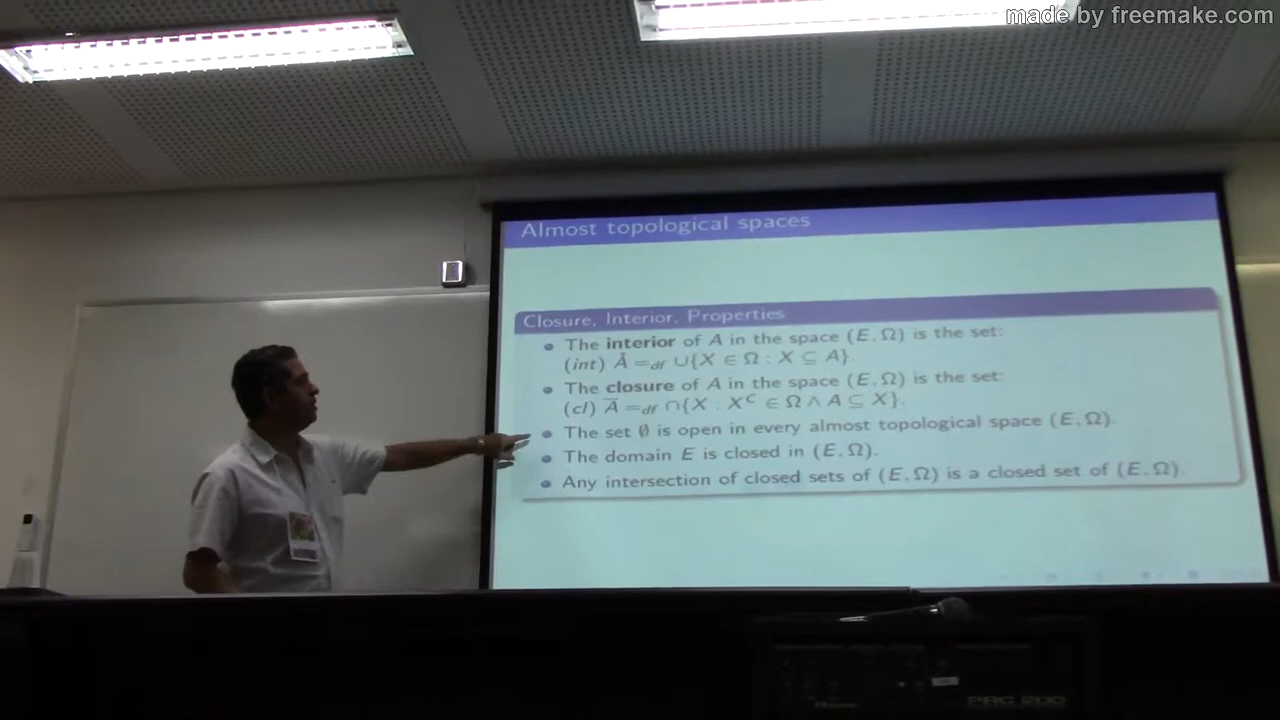 made by freemake.com
Almost topological spaces
Closure, Interior, Properties
The interior of A in the space (E, Ω) is the set:
(int) Å =df ∪{X ∈ Ω : X ⊆ A}.
The closure of A in the space (E, Ω) is the set:
(cl) A̅ =df ∩{X : X^C ∈ Ω ∧ A ⊆ X}.
The set ∅ is open in every almost topological space (E, Ω).
The domain E is closed in (E, Ω).
Any intersection of closed sets of (E, Ω) is a closed set of (E, Ω).
PRC 200